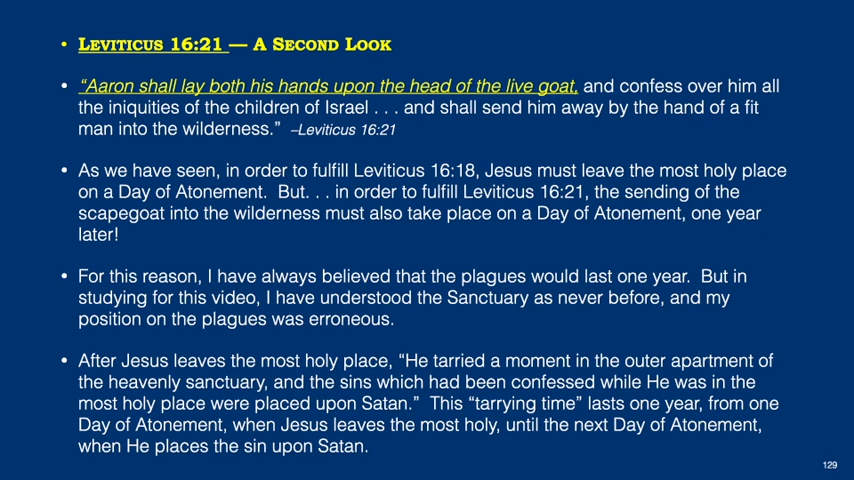 • LEVITICUS 16:21 — A SECOND LOOK
• “Aaron shall lay both his hands upon the head of the live goat, and confess over him all
the iniquities of the children of Israel . . . and shall send him away by the hand of a fit
man into the wilderness.” –Leviticus 16:21
• As we have seen, in order to fulfill Leviticus 16:18, Jesus must leave the most holy place
on a Day of Atonement. But. . . in order to fulfill Leviticus 16:21, the sending of the
scapegoat into the wilderness must also take place on a Day of Atonement, one year
later!
• For this reason, I have always believed that the plagues would last one year. But in
studying for this video, I have understood the Sanctuary as never before, and my
position on the plagues was erroneous.
• After Jesus leaves the most holy place, “He tarried a moment in the outer apartment of
the heavenly sanctuary, and the sins which had been confessed while He was in the
most holy place were placed upon Satan.” This “tarrying time” lasts one year, from one
Day of Atonement, when Jesus leaves the most holy, until the next Day of Atonement,
when He places the sin upon Satan.
129